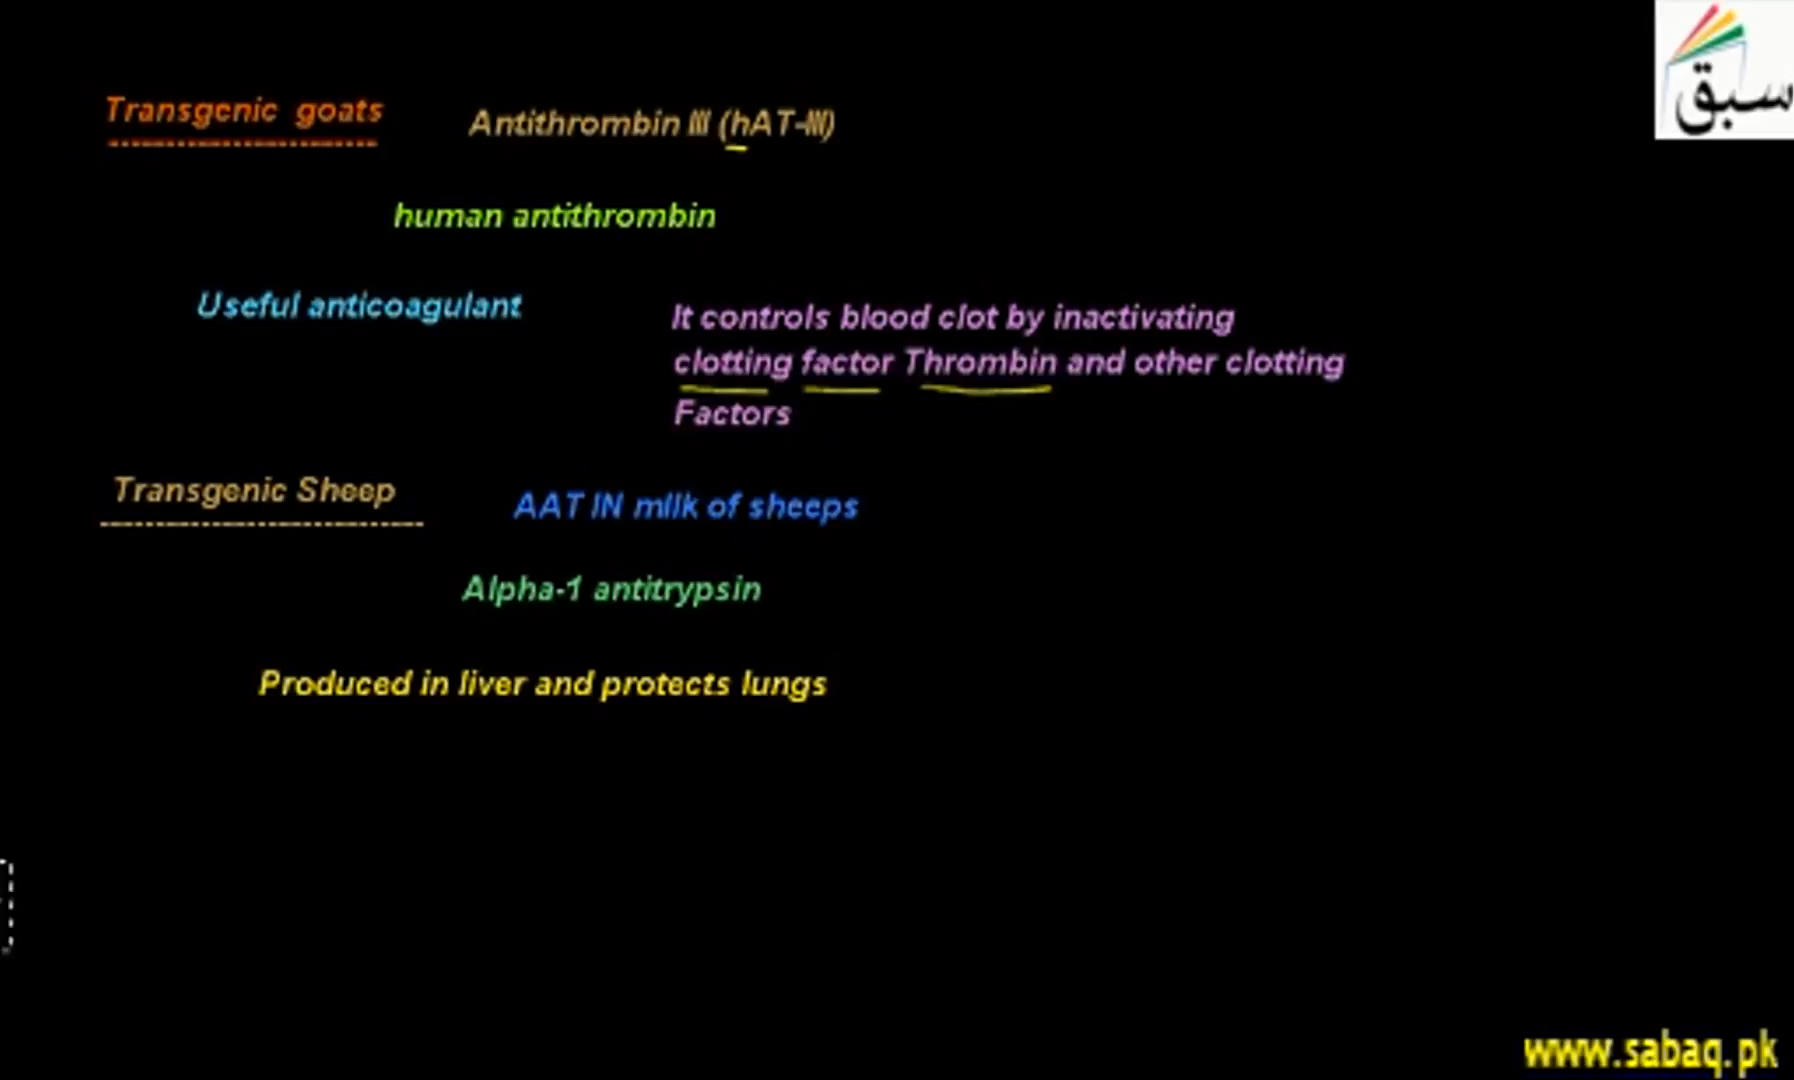 سبق
Transgenic goats
Antithrombin III (hAT-III)
human antithrombin
Useful anticoagulant
It controls blood clot by inactivating
clotting factor Thrombin and other clotting
Factors
Transgenic Sheep
AAT IN milk of sheeps
Alpha-1 antitrypsin
Produced in liver and protects lungs
www.sabaq.pk